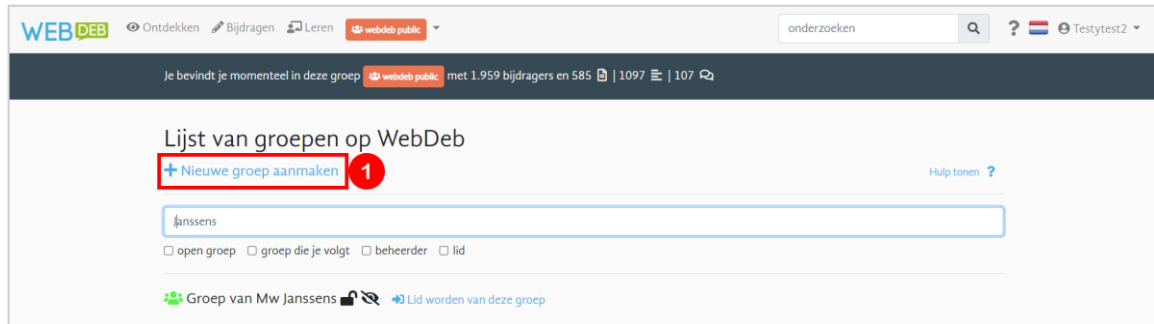 WEBDEB Ontdekken Bijdragen Leren webdeb public onderzoeken ? Testytest2
Je bevindt je momenteel in deze groep webdeb public met 1.959 bijdragers en 585 | 1097 | 107
Lijst van groepen op WebDeb
+ Nieuwe groep aanmaken 1 Hulp tonen ?
Janssens
open groep groep die je volgt beheerder lid
Groep van Mw Janssens Lid worden van deze groep